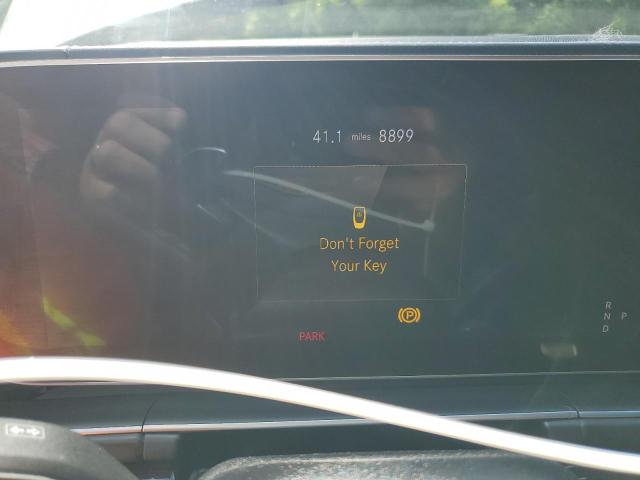 41.1 miles 8899
Don't Forget
Your Key
P
PARK
R
N P
D